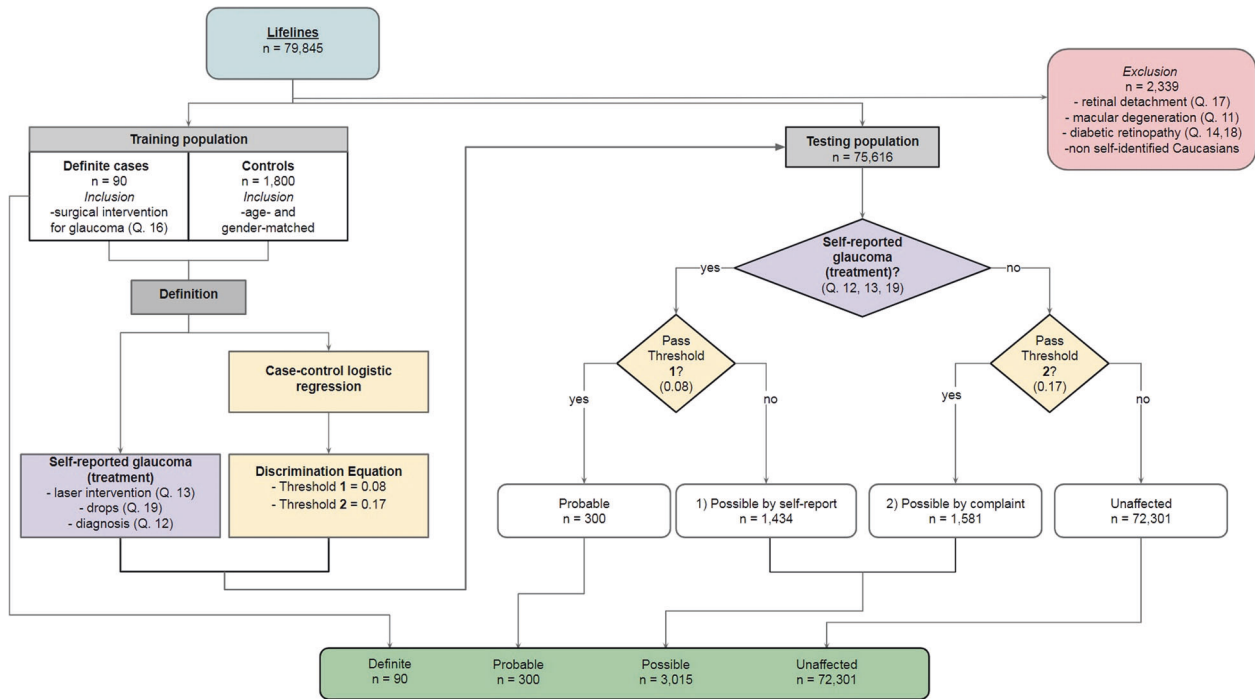 Lifelines
n = 79,845
Exclusion
n = 2,339
- retinal detachment (Q. 17)
- macular degeneration (Q. 11)
- diabetic retinopathy (Q. 14,18)
-non self-identified Caucasians
Training population
Definite cases
n = 90
Inclusion
-surgical intervention
for glaucoma (Q. 16)
Controls
n = 1,800
Inclusion
-age- and
gender-matched
Testing population
n = 75,616
Definition
Self-reported
glaucoma
(treatment)?
(Q. 12, 13, 19)
yes
no
Case-control logistic
regression
Pass
Threshold
1?
(0.08)
yes
no
Pass
Threshold
2?
(0.17)
yes
no
Self-reported glaucoma
(treatment)
- laser intervention (Q. 13)
- drops (Q. 19)
- diagnosis (Q. 12)
Discrimination Equation
- Threshold 1 = 0.08
- Threshold 2 = 0.17
Probable
n = 300
1) Possible by self-report
n = 1,434
2) Possible by complaint
n = 1,581
Unaffected
n = 72,301
Definite
n = 90
Probable
n = 300
Possible
n = 3,015
Unaffected
n = 72,301